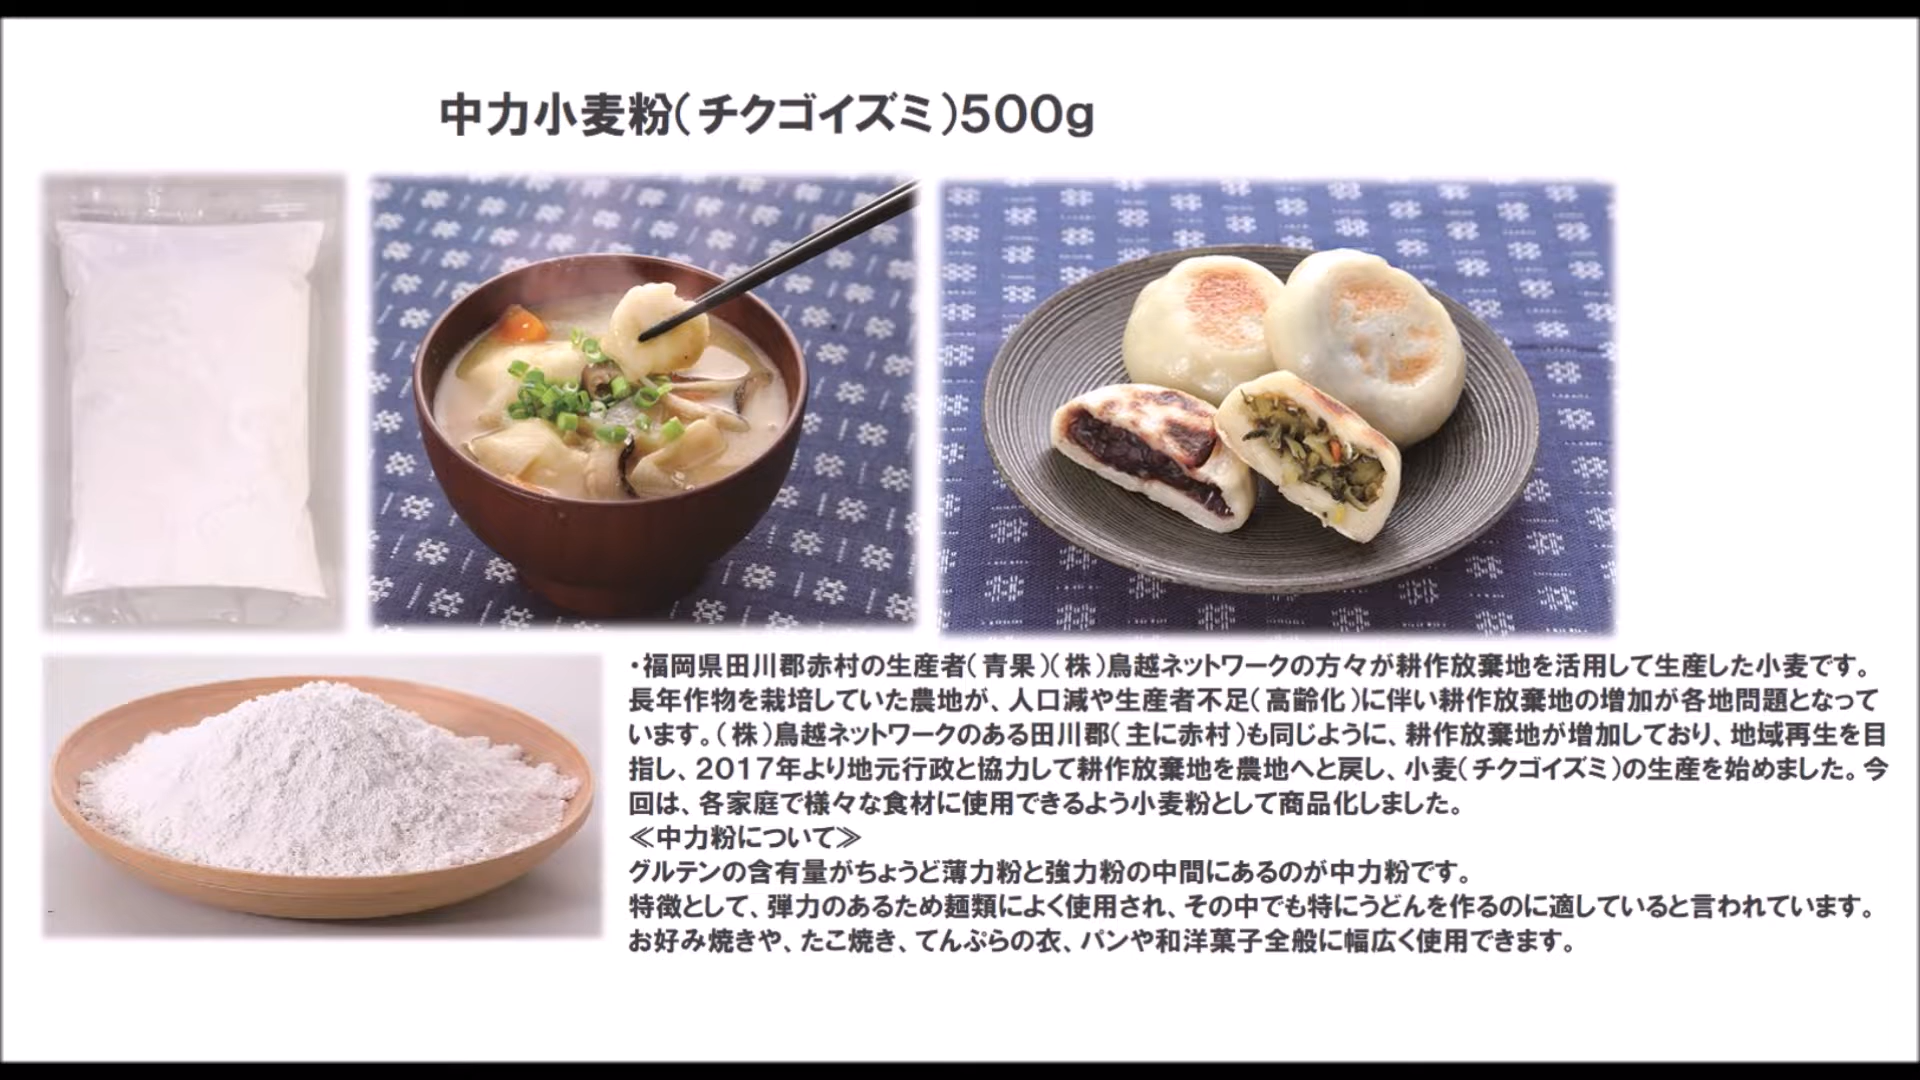 中力小麦粉（チクゴイズミ）500g
・福岡県田川郡赤村の生産者（青果）（株）鳥越ネットワークの方々が耕作放棄地を活用して生産した小麦です。
長年作物を栽培していた農地が、人口減や生産者不足（高齢化）に伴い耕作放棄地の増加が各地問題となって
います。（株）鳥越ネットワークのある田川郡（主に赤村）も同じように、耕作放棄地が増加しており、地域再生を目
指し、2017年より地元行政と協力して耕作放棄地を農地へと戻し、小麦（チクゴイズミ）の生産を始めました。今
回は、各家庭で様々な食材に使用できるよう小麦粉として商品化しました。
≪中力粉について≫
グルテンの含有量がちょうど薄力粉と強力粉の中間にあるのが中力粉です。
特徴として、弾力のあるため麺類によく使用され、その中でも特にうどんを作るのに適していると言われています。
お好み焼きや、たこ焼き、てんぷらの衣、パンや和洋菓子全般に幅広く使用できます。